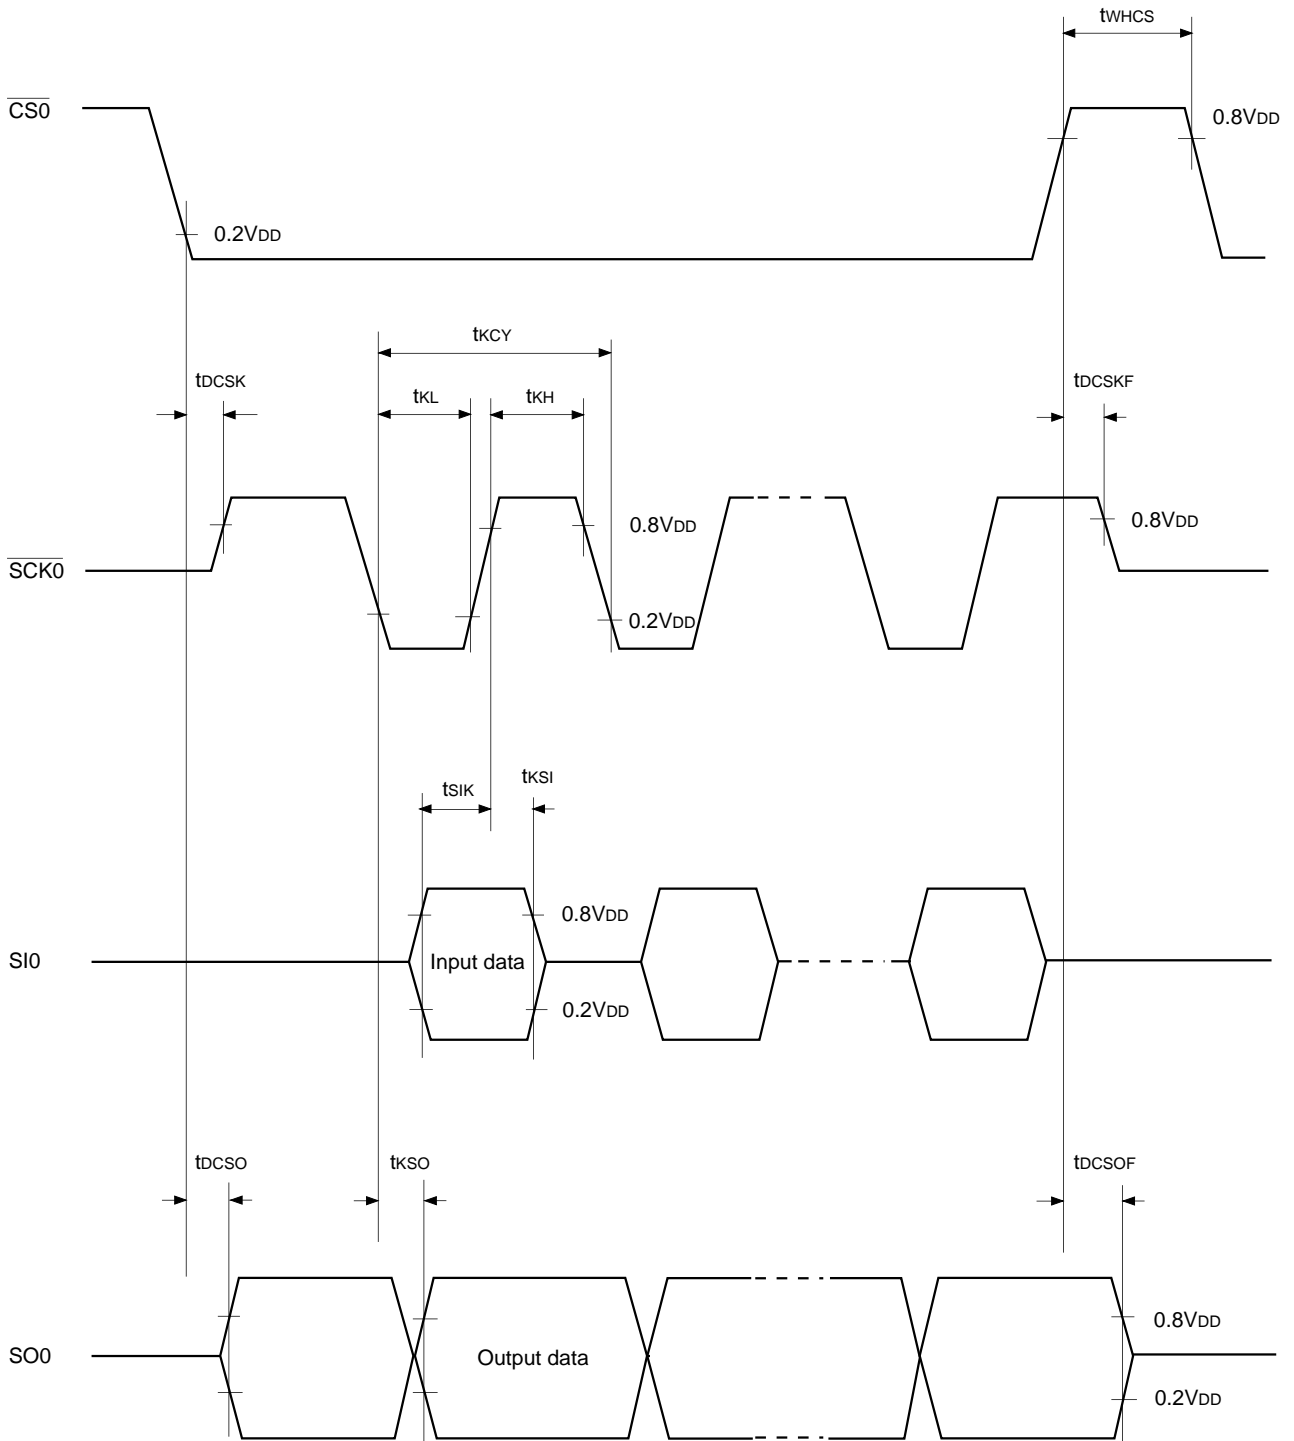 tWHCS
CS0
0.8VDD
0.2VDD
tKCY
tDCSK
tKL
tKH
tDCSKF
0.8VDD
0.8VDD
SCK0
0.2VDD
tKSI
tSIK
0.8VDD
SI0
Input data
0.2VDD
tDCSO
tKSO
tDCSOF
0.8VDD
SO0
Output data
0.2VDD